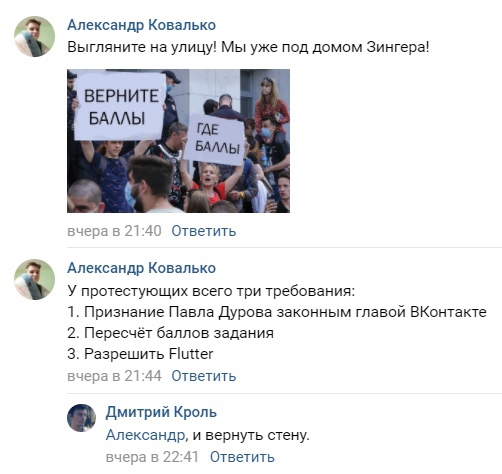 Александр Ковалько
Выгляните на улицу! Мы уже под домом Зингера!
ВЕРНИТЕ
БАЛЛЫ
ГДЕ
БАЛЛЫ
вчера в 21:40 Ответить
Александр Ковалько
У протестующих всего три требования:
1. Признание Павла Дурова законным главой ВКонтакте
2. Пересчёт баллов задания
3. Разрешить Flutter
вчера в 21:44 Ответить
Дмитрий Кроль
Александр, и вернуть стену.
вчера в 22:41 Ответить